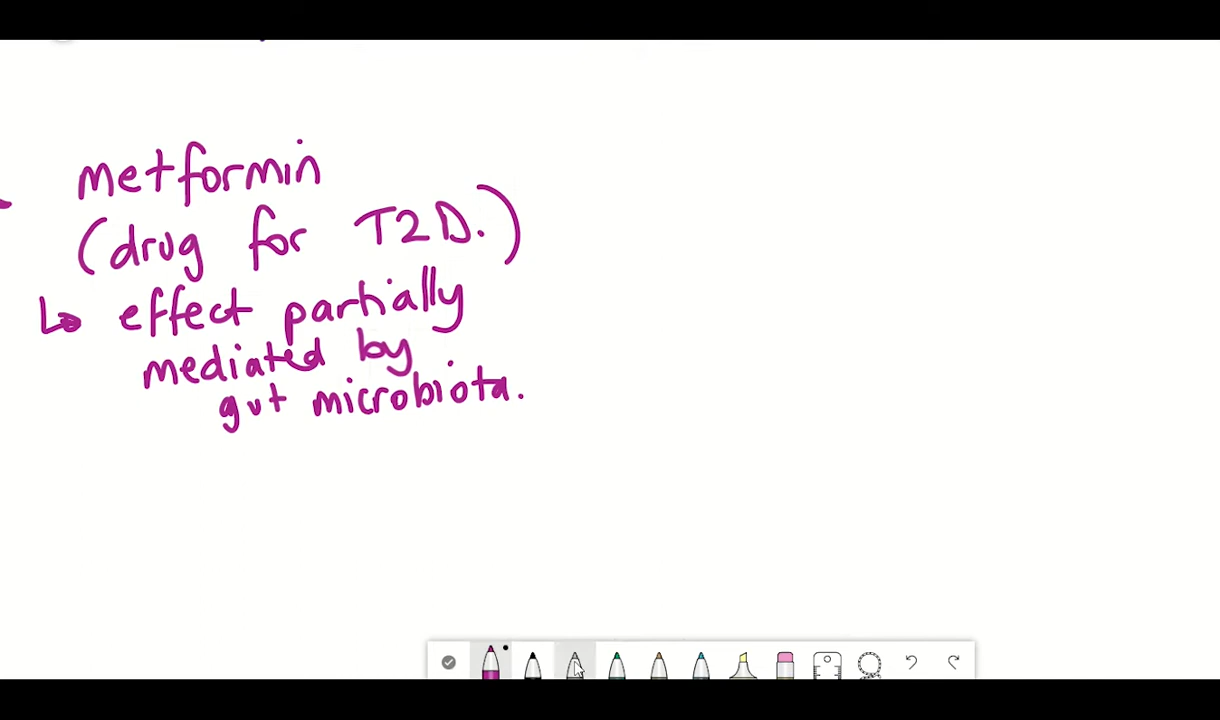 metformin
(drug for T2D.)
effect partially
mediated by
gut microbiota.